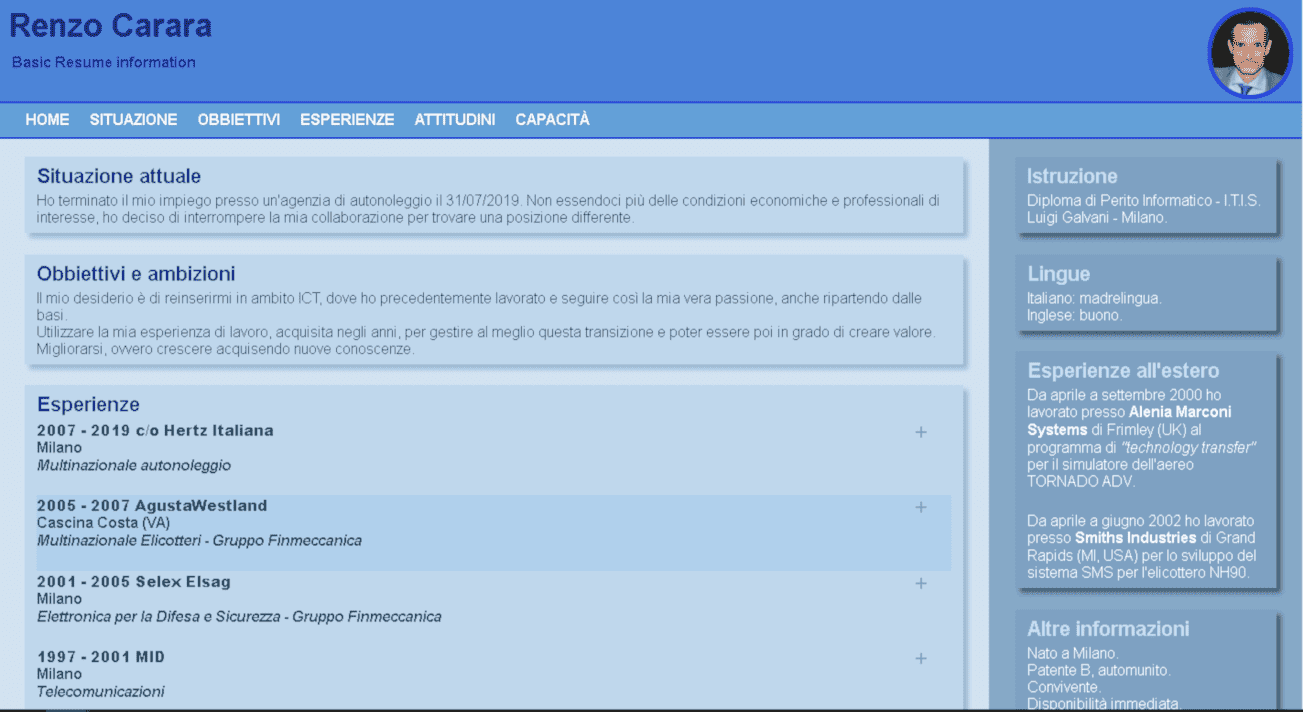 Renzo Carara
Basic Resume information
HOME SITUAZIONE OBBIETTIVI ESPERIENZE ATTITUDINI CAPACITÀ
Situazione attuale
Ho terminato il mio impiego presso un'agenzia di autonoleggio il 31/07/2019. Non essendoci più delle condizioni economiche e professionali di
interesse, ho deciso di interrompere la mia collaborazione per trovare una posizione differente.
Obbiettivi e ambizioni
Il mio desiderio è di reinserirmi in ambito ICT, dove ho precedentemente lavorato e seguire così la mia vera passione, anche ripartendo dalle
basi.
Utilizzare la mia esperienza di lavoro, acquisita negli anni, per gestire al meglio questa transizione e poter essere poi in grado di creare valore.
Migliorarsi, ovvero crescere acquisendo nuove conoscenze.
Esperienze
2007 - 2019 c/o Hertz Italiana
+
Milano
Multinazionale autonoleggio
2005 - 2007 AgustaWestland
+
Cascina Costa (VA)
Multinazionale Elicotteri - Gruppo Finmeccanica
2001 - 2005 Selex Elsag
+
Milano
Elettronica per la Difesa e Sicurezza - Gruppo Finmeccanica
1997 - 2001 MID
+
Milano
Telecomunicazioni
Istruzione
Diploma di Perito Informatico - I.T.I.S.
Luigi Galvani - Milano.
Lingue
Italiano: madrelingua.
Inglese: buono.
Esperienze all'estero
Da aprile a settembre 2000 ho
lavorato presso Alenia Marconi
Systems di Frimley (UK) al
programma di "technology transfer"
per il simulatore dell'aereo
TORNADO ADV.
Da aprile a giugno 2002 ho lavorato
presso Smiths Industries di Grand
Rapids (MI, USA) per lo sviluppo del
sistema SMS per l'elicottero NH90.
Altre informazioni
Nato a Milano.
Patente B, automunito.
Convivente.
Disponibilità immediata.